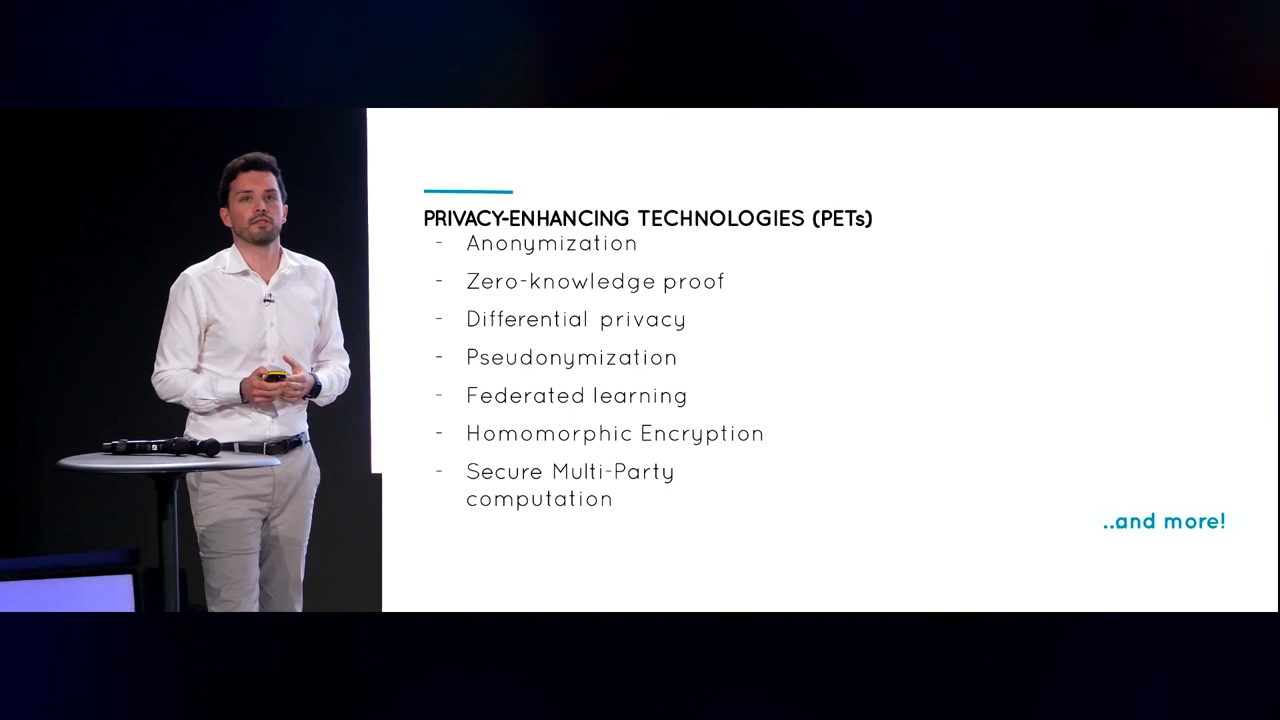 PRIVACY-ENHANCING TECHNOLOGIES (PETs)
- Anonymization
- Zero-knowledge proof
- Differential privacy
- Pseudonymization
- Federated learning
- Homomorphic Encryption
- Secure Multi-Party
computation
..and more!